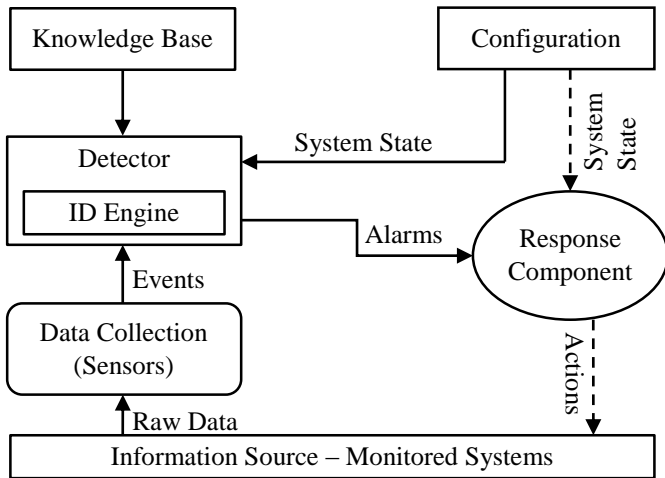 Knowledge Base
Configuration
System State
System
State
Detector
ID Engine
Alarms
Response
Component
Events
Data Collection
(Sensors)
Actions
Raw Data
Information Source – Monitored Systems